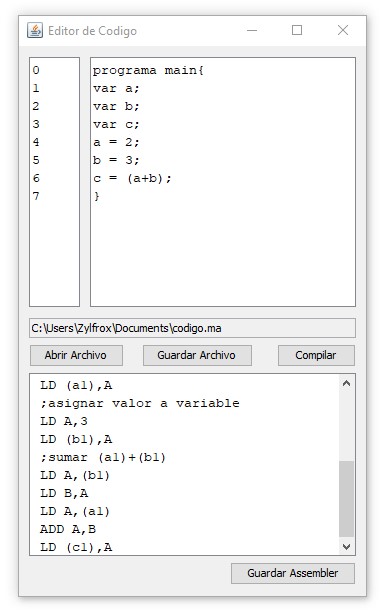 Editor de Codigo
0
1
2
3
4
5
6
7
programa main{
var a;
var b;
var c;
a = 2;
b = 3;
c = (a+b);
}
C:\Users\Zylfrox\Documents\codigo.ma
Abrir Archivo
Guardar Archivo
Compilar
LD (a1),A
;asignar valor a variable
LD A,3
LD (b1),A
;sumar (a1)+(b1)
LD A,(b1)
LD B,A
LD A,(a1)
ADD A,B
LD (c1),A
Guardar Assembler